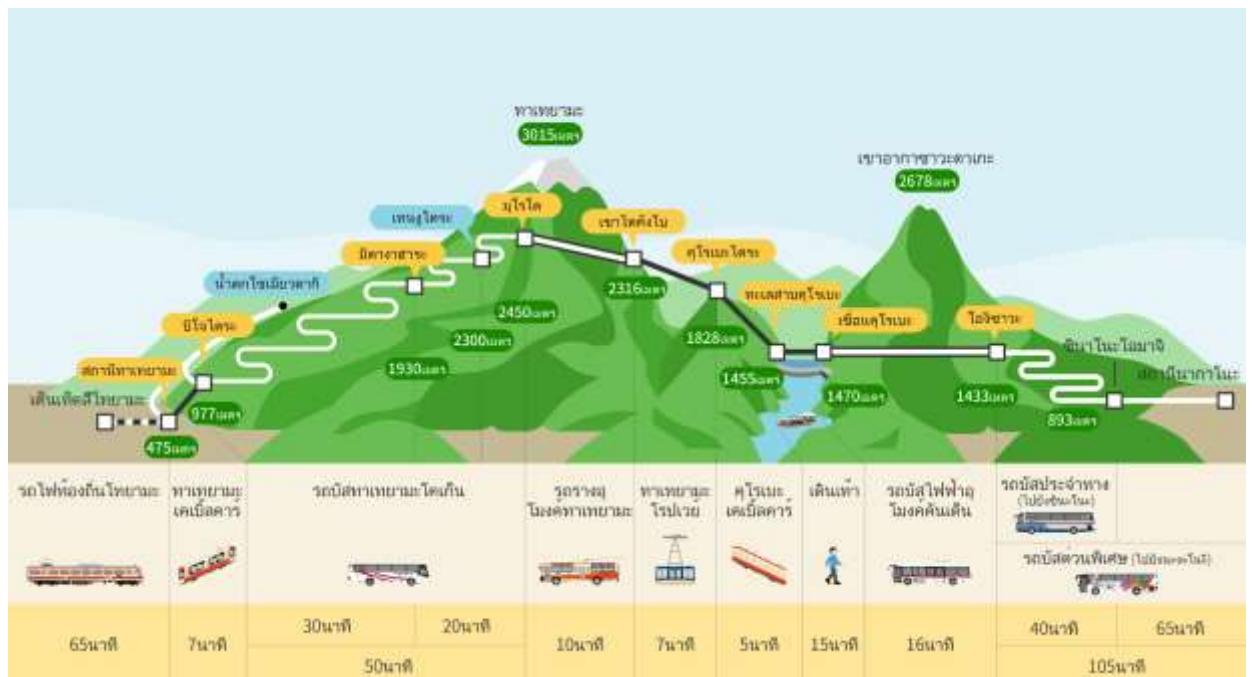 ทาเทยามะ
3015เมตร
เขาอากาซาวะดาเกะ
2678เมตร
มุโรโด
เทนงูไดระ
เขาไดคังโบ
มิดางาฮาระ
คุโรเบะไดระ
น้ำตกโชเมียวดากิ
2316เมตร
ทะเลสาบคุโรเบะ
บิโจไดระ
2450เมตร
เขื่อนคุโรเบะ
โอกิซาวะ
2300เมตร
1828เมตร
ชินาโนะโอมาจิ
สถานีทาเทยามะ
1930เมตร
1455เมตร
สถานีนากาโนะ
977เมตร
1470เมตร
1433เมตร
893เมตร
475เมตร
รถไฟท้องถิ่นโทยามะ
ทาเทยามะ
เคเบิ้ลคาร์
รถบัสทาเทยามะโคเก็น
รถรางอุ
โมงค์ทาเทยามะ
ทาเทยามะ
โรปเวย์
คุโรเบะ
เคเบิ้ลคาร์
เดินเท้า
รถบัสไฟฟ้าอุ
โมงค์คันเด็น
รถบัสประจำทาง
รถบัสด่วนพิเศษ
65นาที
7นาที
30นาที
20นาที
50นาที
10นาที
7นาที
5นาที
15นาที
16นาที
40นาที
65นาที
105นาที